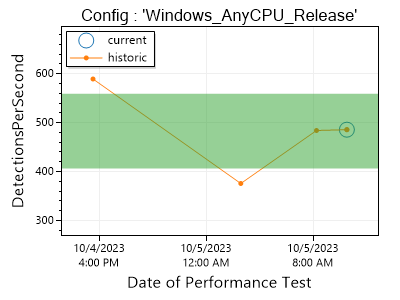 Config : 'Windows_AnyCPU_Release'
current
historic
DetectionsPerSecond
600
500
400
300
10/4/2023
4:00 PM
10/5/2023
12:00 AM
10/5/2023
8:00 AM
Date of Performance Test